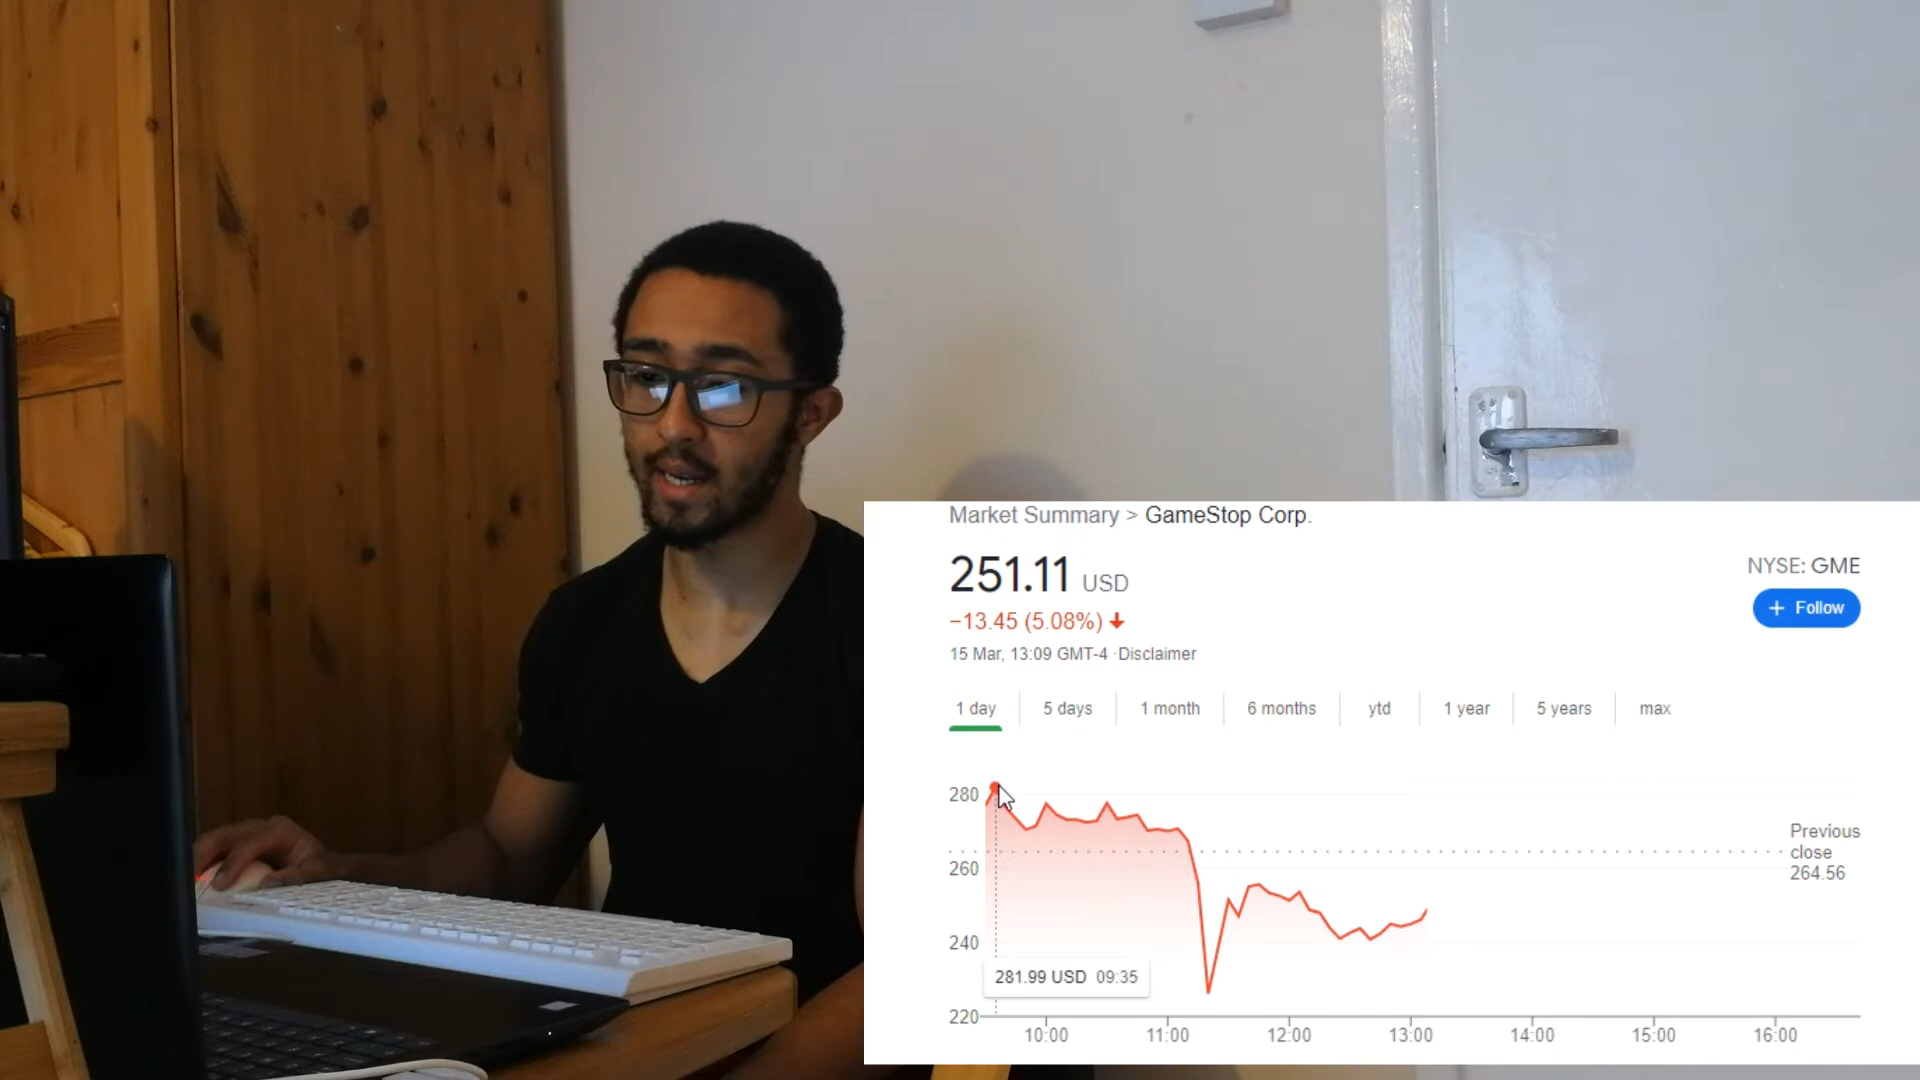 Market Summary > GameStop Corp.
251.11 USD
NYSE: GME
−13.45 (5.08%)
+ Follow
15 Mar, 13:09 GMT-4 ·Disclaimer
1 day 5 days 1 month 6 months ytd 1 year 5 years max
280
260
240
220
Previous
close
264.56
281.99 USD 09:35
10:00 11:00 12:00 13:00 14:00 15:00 16:00